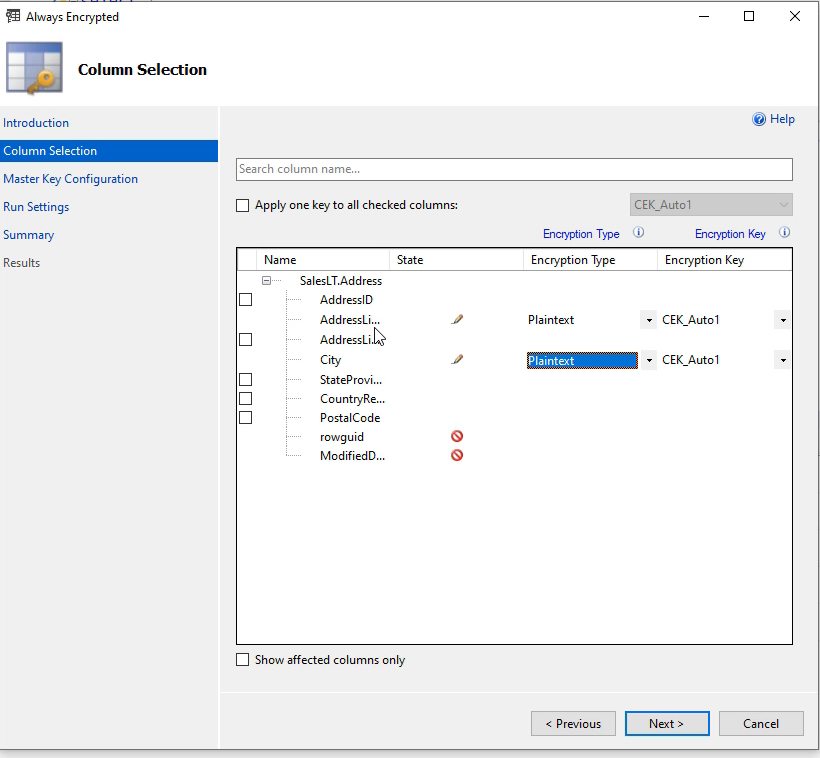 Always Encrypted
Column Selection
Introduction
Column Selection
Master Key Configuration
Run Settings
Summary
Results
Help
Search column name...
Apply one key to all checked columns: CEK_Auto1
Encryption Type Encryption Key
Name State Encryption Type Encryption Key
SalesLT.Address
AddressID
AddressLi... Plaintext CEK_Auto1
AddressLi...
City Plaintext CEK_Auto1
StateProvi...
CountryRe...
PostalCode
rowguid
ModifiedD...
Show affected columns only
< Previous Next > Cancel